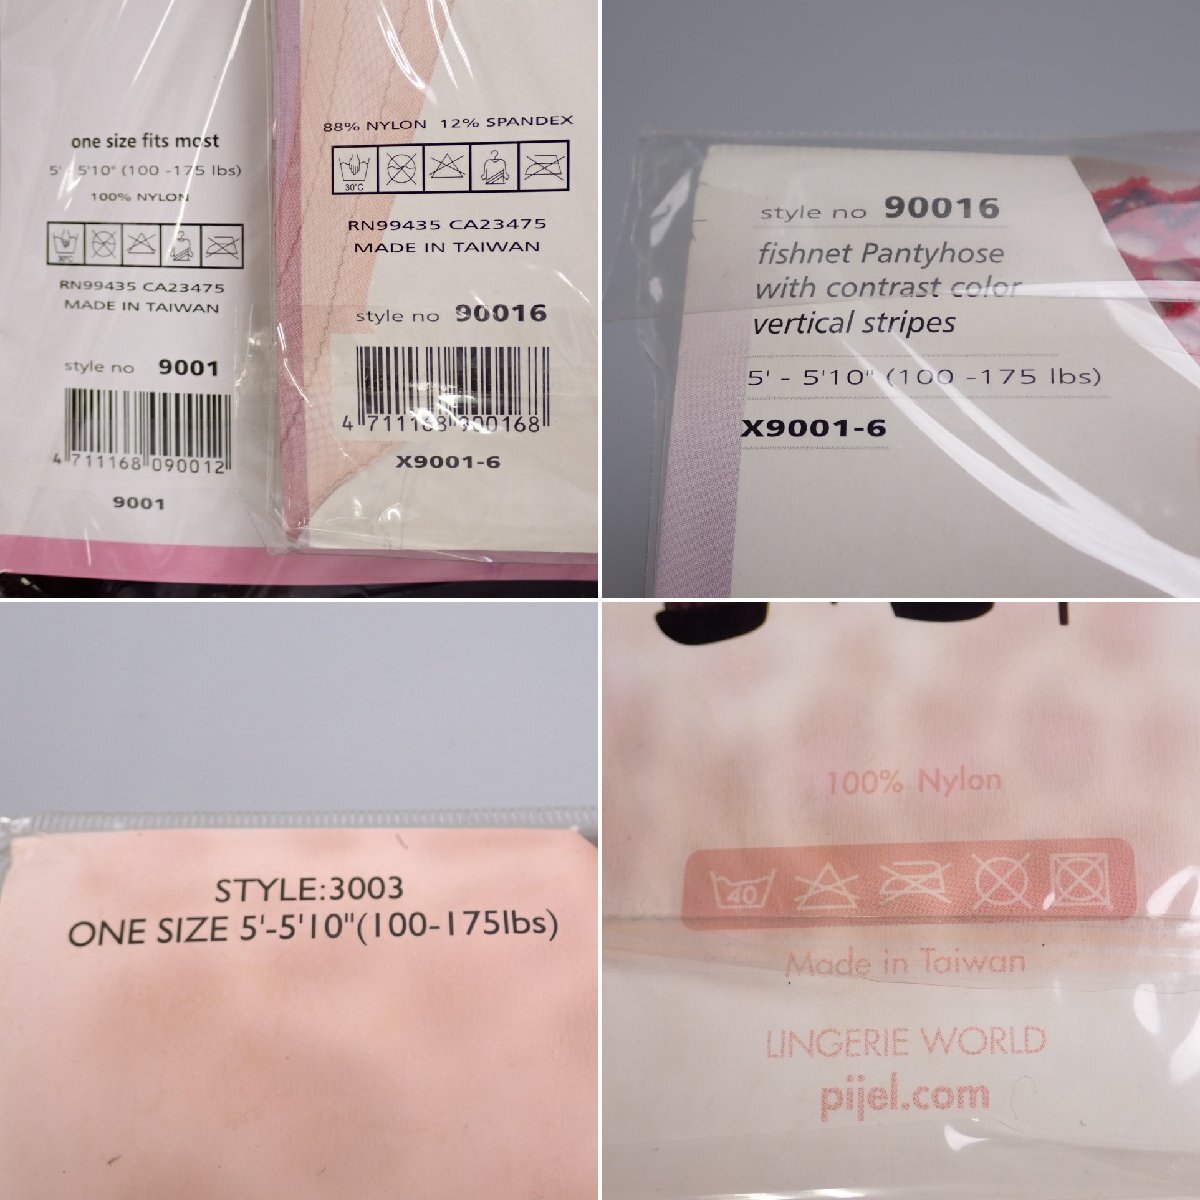 one size fits most
5' - 5'10" (100 -175 lbs)
100% NYLON
30°C
RN99435 CA23475
MADE IN TAIWAN
style no 9001
4 711168 090012
9001
88% NYLON 12% SPANDEX
30°C
RN99435 CA23475
MADE IN TAIWAN
style no 90016
4 711168 900168
X9001-6
style no 90016
fishnet Pantyhose
with contrast color
vertical stripes
5' - 5'10" (100 -175 lbs)
X9001-6
STYLE:3003
ONE SIZE 5'-5'10"(100-175lbs)
100% Nylon
40
Made in Taiwan
LINGERIE WORLD
pijel.com